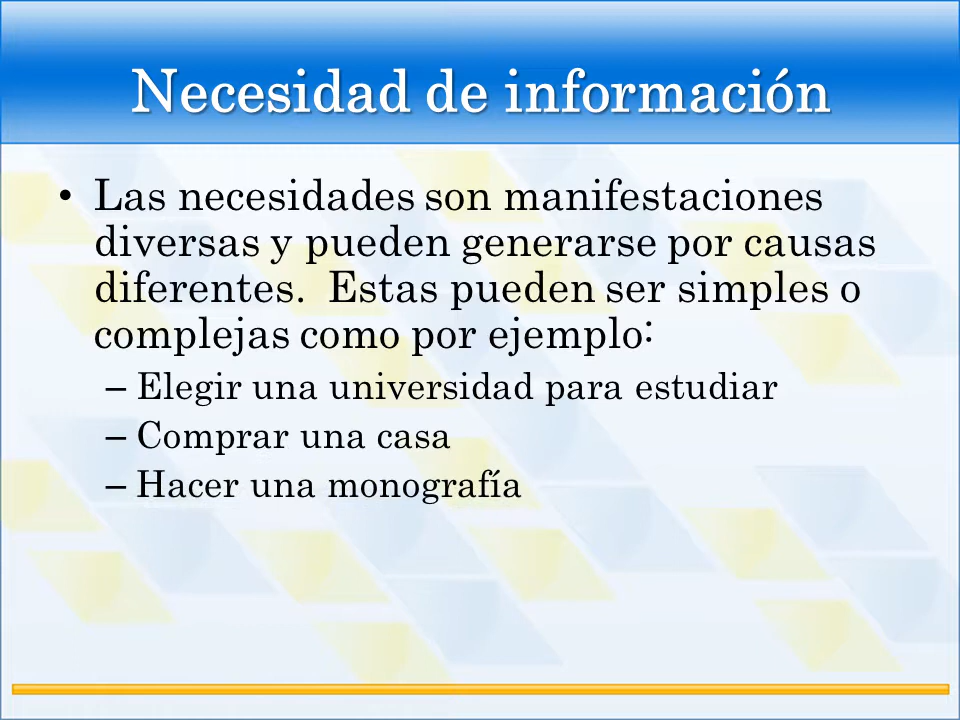 Necesidad de información
• Las necesidades son manifestaciones
diversas y pueden generarse por causas
diferentes.  Estas pueden ser simples o
complejas como por ejemplo:
– Elegir una universidad para estudiar
– Comprar una casa
– Hacer una monografía